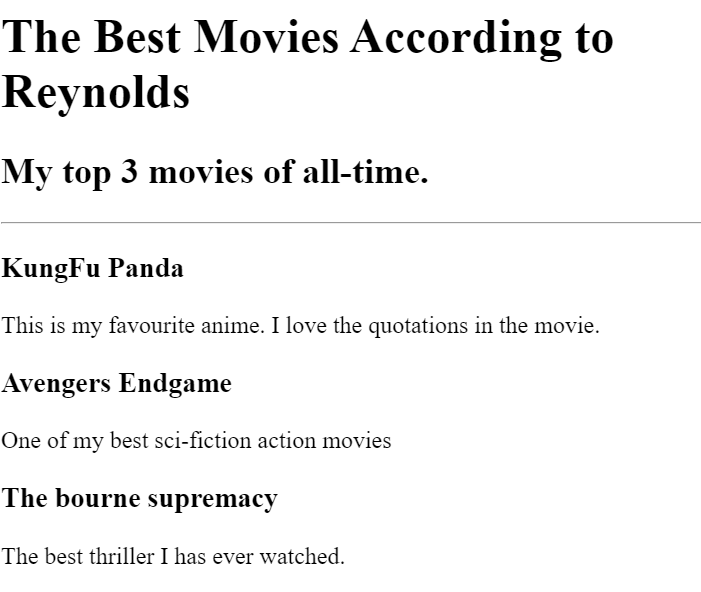 The Best Movies According to
Reynolds
My top 3 movies of all-time.
KungFu Panda
This is my favourite anime. I love the quotations in the movie.
Avengers Endgame
One of my best sci-fiction action movies
The bourne supremacy
The best thriller I has ever watched.